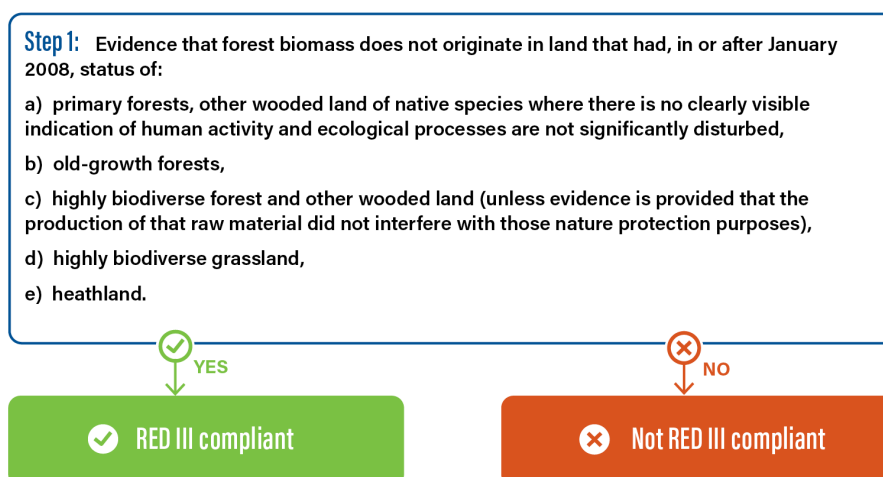 Step 1: Evidence that forest biomass does not originate in land that had, in or after January
2008, status of:
a) primary forests, other wooded land of native species where there is no clearly visible
indication of human activity and ecological processes are not significantly disturbed,
b) old-growth forests,
c) highly biodiverse forest and other wooded land (unless evidence is provided that the
production of that raw material did not interfere with those nature protection purposes),
d) highly biodiverse grassland,
e) heathland.
YES
NO
RED III compliant
Not RED III compliant